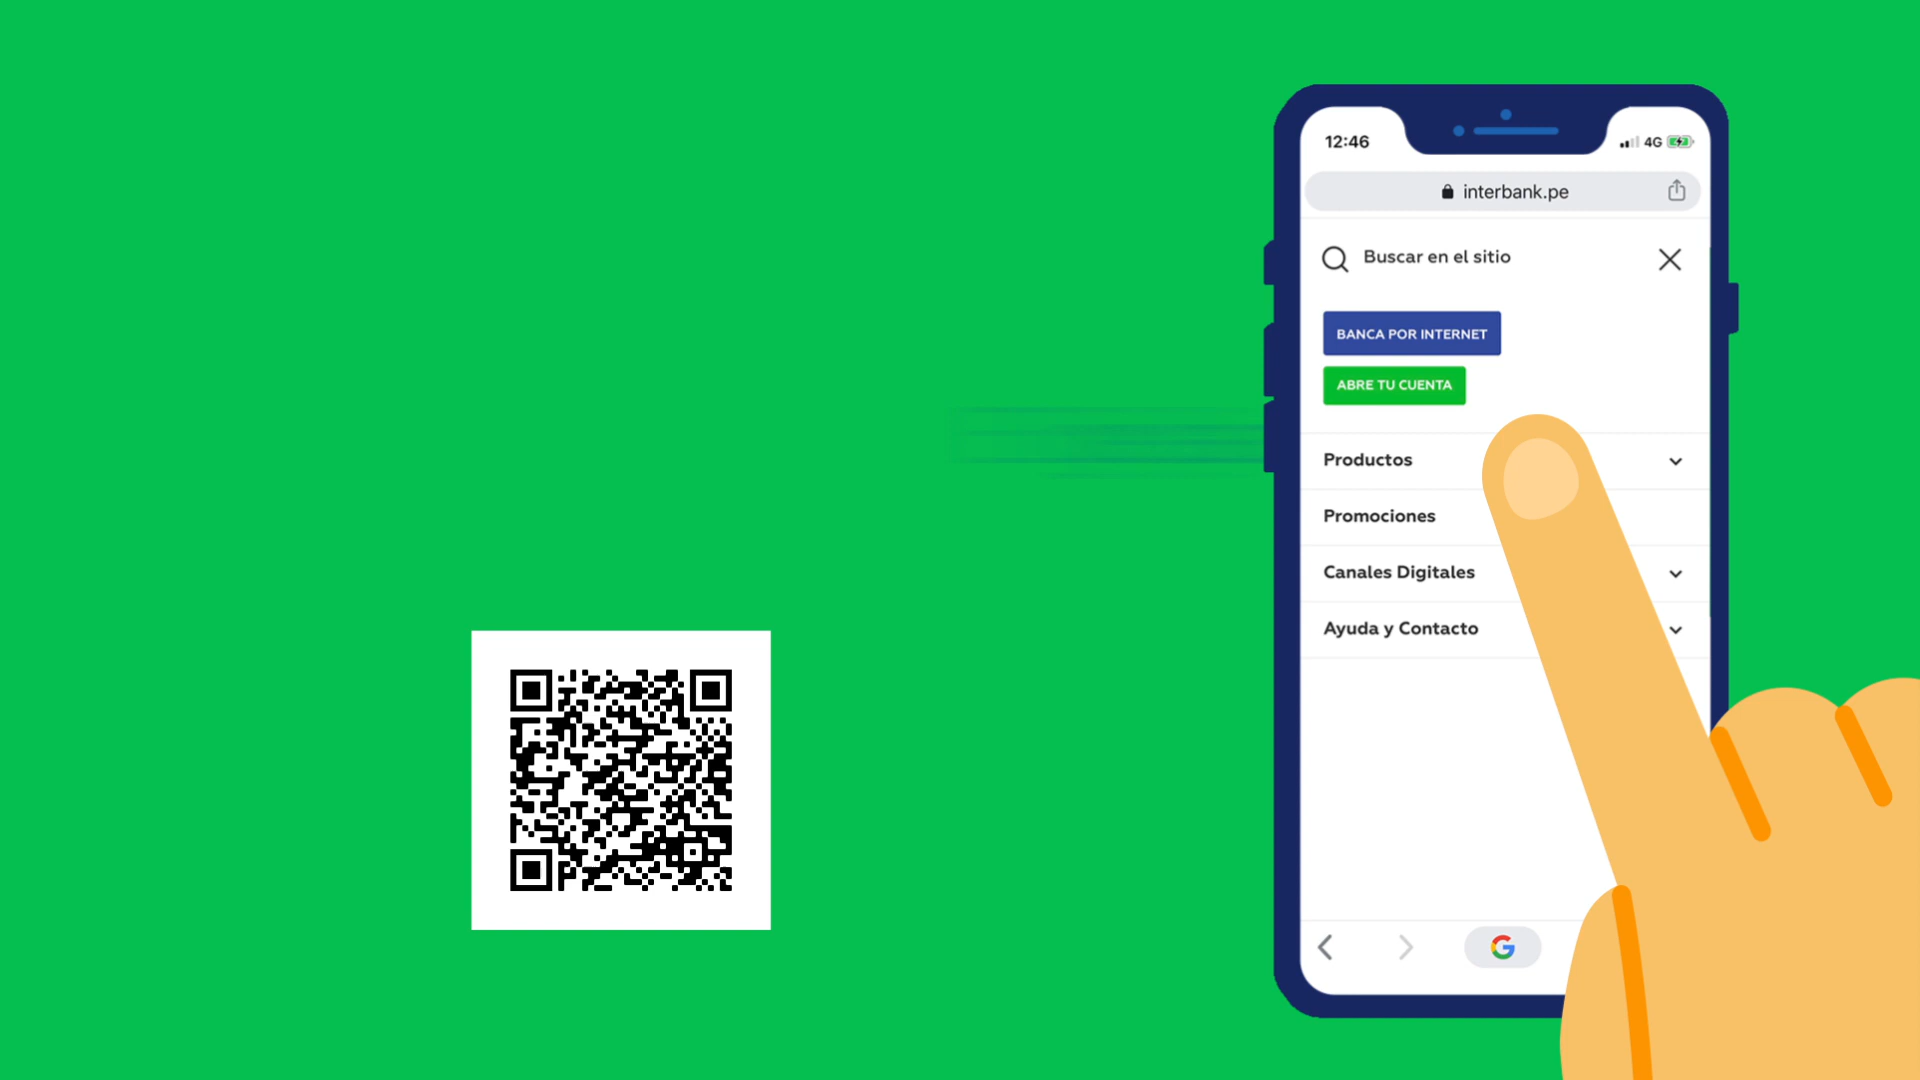 12:46
4G
interbank.pe
Buscar en el sitio
BANCA POR INTERNET
ABRE TU CUENTA
Productos
Promociones
Canales Digitales
Ayuda y Contacto